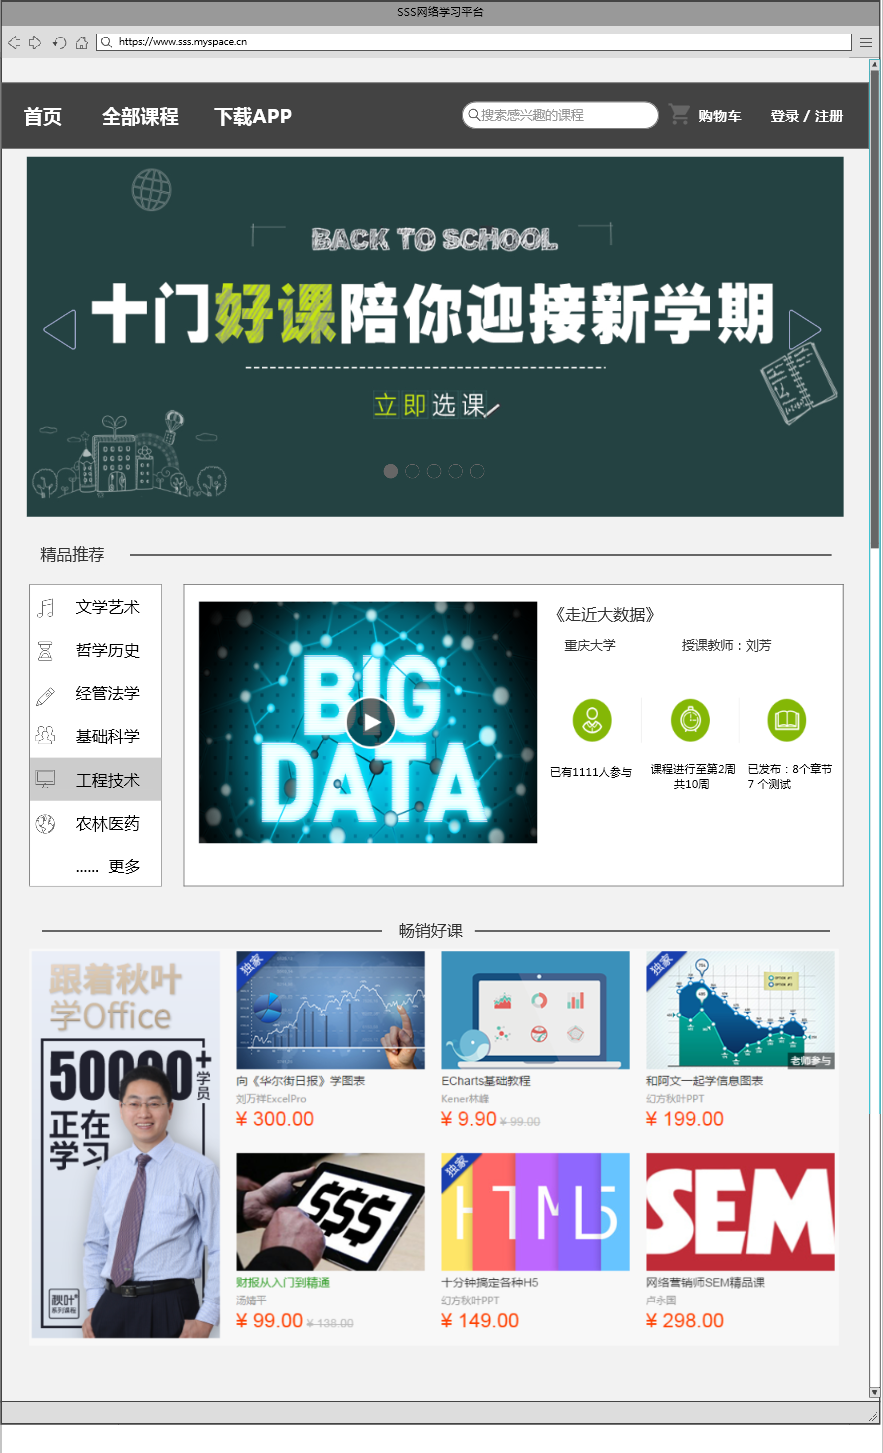 SSS网络学习平台
https://www.sss.myspace.cn
首页
全部课程
下载APP
搜索感兴趣的课程
购物车
登录 / 注册
BACK TO SCHOOL
十门好课陪你迎接新学期
立即选课
精品推荐
文学艺术
哲学历史
经管法学
基础科学
工程技术
农林医药
...... 更多
BIG
DATA
《走近大数据》
重庆大学
授课教师：刘芳
已有1111人参与
课程进行至第2周
共10周
已发布：8个章节
7 个测试
畅销好课
跟着秋叶
学Office
50000+
学员
正在
学习
秋叶
系列课程
独家
向《华尔街日报》学图表
刘万祥ExcelPro
¥ 300.00
ECharts基础教程
Kener林峰
¥ 9.90 ¥ 99.00
独家
老师参与
和阿文一起学信息图表
幻方秋叶PPT
¥ 199.00
$$$
财报从入门到精通
汤嫣平
¥ 99.00 ¥ 138.00
独家
HTML5
十分钟搞定各种H5
幻方秋叶PPT
¥ 149.00
SEM
网络营销师SEM精品课
卢永国
¥ 298.00